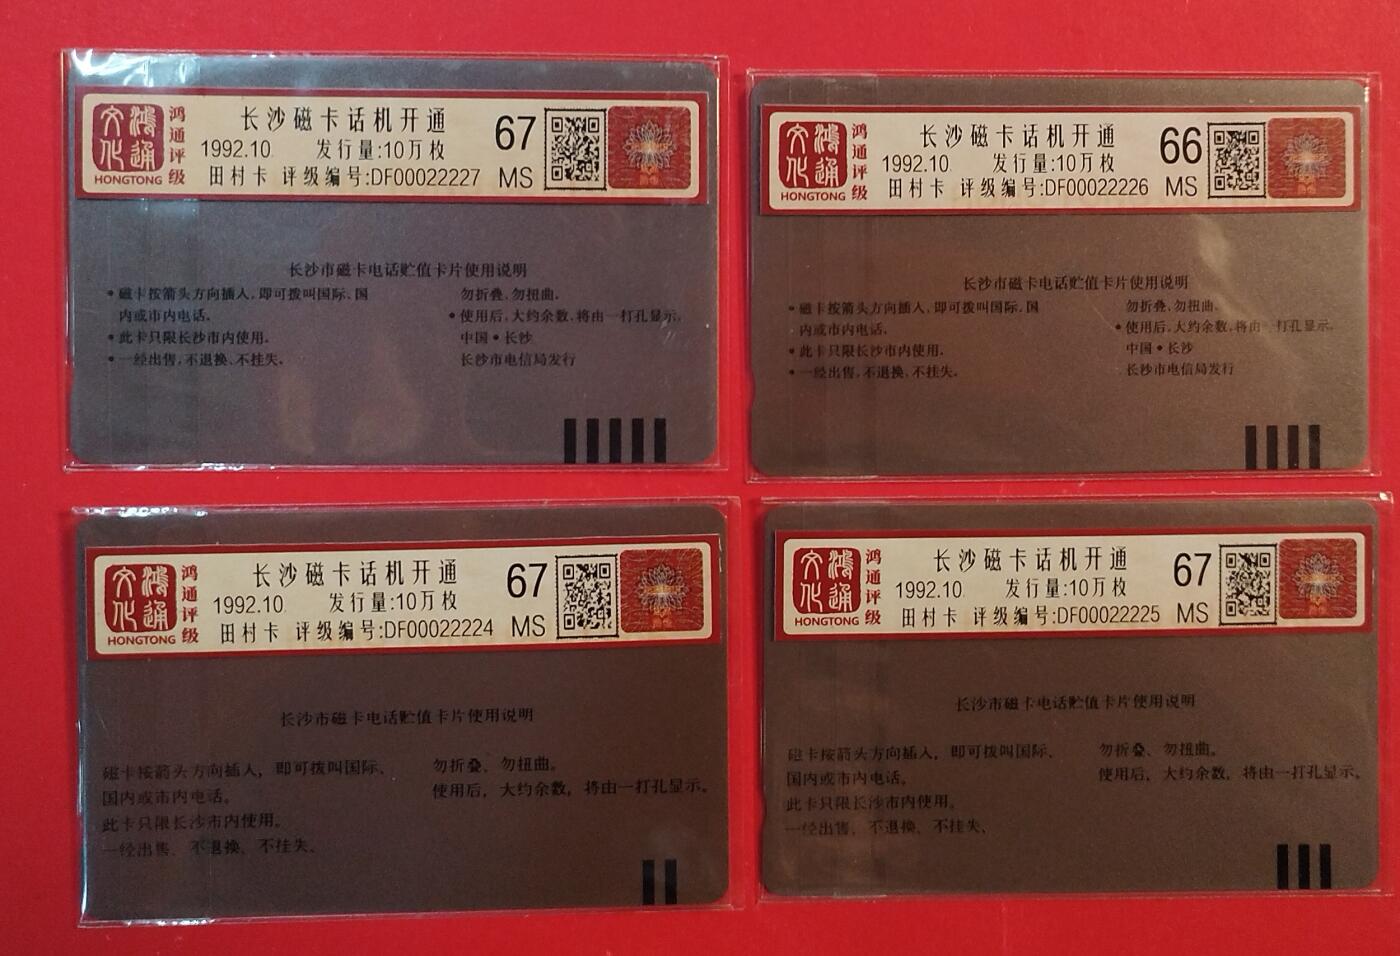 鸿通文化
HONGTONG
鸿通评级
长沙磁卡话机开通
1992.10 发行量:10万枚
田村卡 评级编号:DF00022227
67
MS
长沙市磁卡电话贮值卡片使用说明
•磁卡按箭头方向插入,即可拨叫国际、国
内或市内电话。
•此卡只限长沙市内使用。
•一经出售,不退换、不挂失。
勿折叠、勿扭曲。
•使用后,大约余数,将由一打孔显示。
中国•长沙
长沙市电信局发行
鸿通文化
HONGTONG
鸿通评级
长沙磁卡话机开通
1992.10 发行量:10万枚
田村卡 评级编号:DF00022226
66
MS
长沙市磁卡电话贮值卡片使用说明
•磁卡按箭头方向插入,即可拨叫国际、国
内或市内电话。
•此卡只限长沙市内使用。
•一经出售,不退换、不挂失。
勿折叠、勿扭曲。
•使用后,大约余数,将由一打孔显示。
中国•长沙
长沙市电信局发行
鸿通文化
HONGTONG
鸿通评级
长沙磁卡话机开通
1992.10 发行量:10万枚
田村卡 评级编号:DF00022224
67
MS
长沙市磁卡电话贮值卡片使用说明
磁卡按箭头方向插入，即可拨叫国际、
国内或市内电话。
此卡只限长沙市内使用。
一经出售、不退换、不挂失、
勿折叠、勿扭曲。
使用后，大约余数，将由一打孔显示。
鸿通文化
HONGTONG
鸿通评级
长沙磁卡话机开通
1992.10 发行量:10万枚
田村卡 评级编号:DF00022225
67
MS
长沙市磁卡电话贮值卡片使用说明
磁卡按箭头方向插入，即可拨叫国际、
国内或市内电话。
此卡只限长沙市内使用。
一经出售、不退换、不挂失、
勿折叠、勿扭曲。
使用后，大约余数，将由一打孔显示。